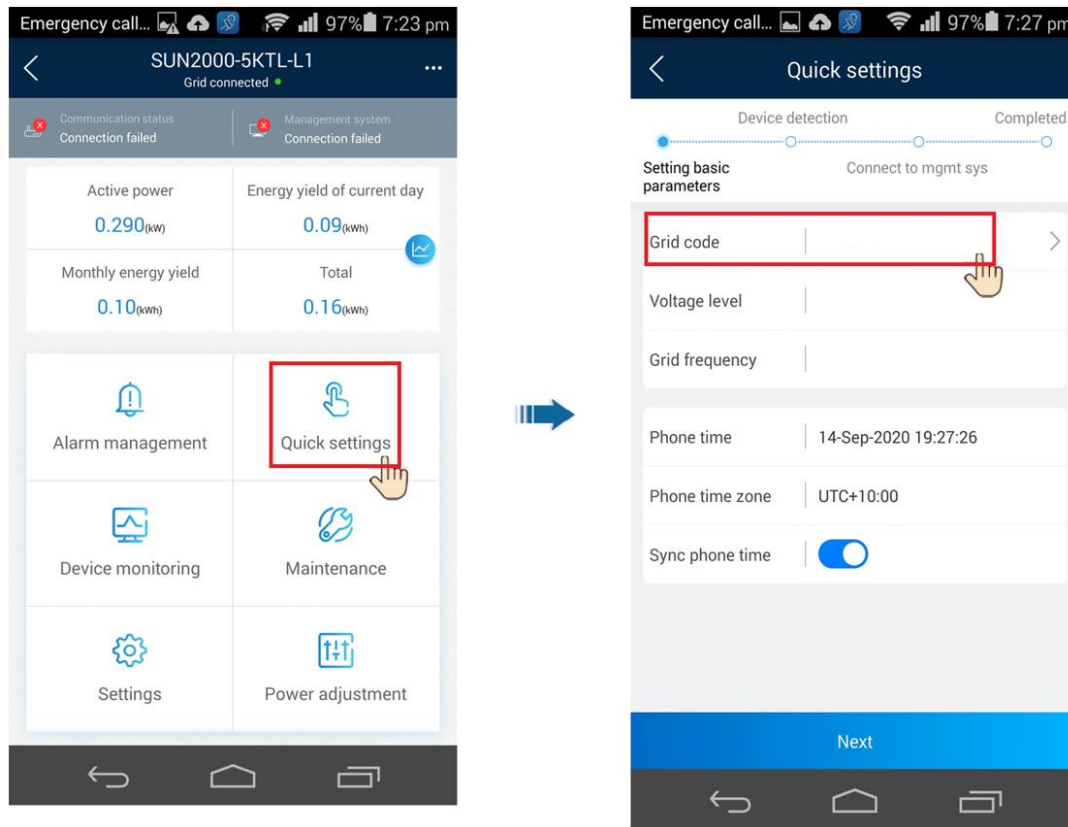 Emergency call... 97% 7:23 pm
SUN2000-5KTL-L1
Grid connected
Communication status
Connection failed
Management system
Connection failed
Active power
0.290(kW)
Energy yield of current day
0.09(kWh)
Monthly energy yield
0.10(kWh)
Total
0.16(kWh)
Alarm management
Quick settings
Device monitoring
Maintenance
Settings
Power adjustment
Emergency call... 97% 7:27 pm
Quick settings
Device detection
Completed
Setting basic
parameters
Connect to mgmt sys
Grid code
Voltage level
Grid frequency
Phone time 14-Sep-2020 19:27:26
Phone time zone UTC+10:00
Sync phone time
Next